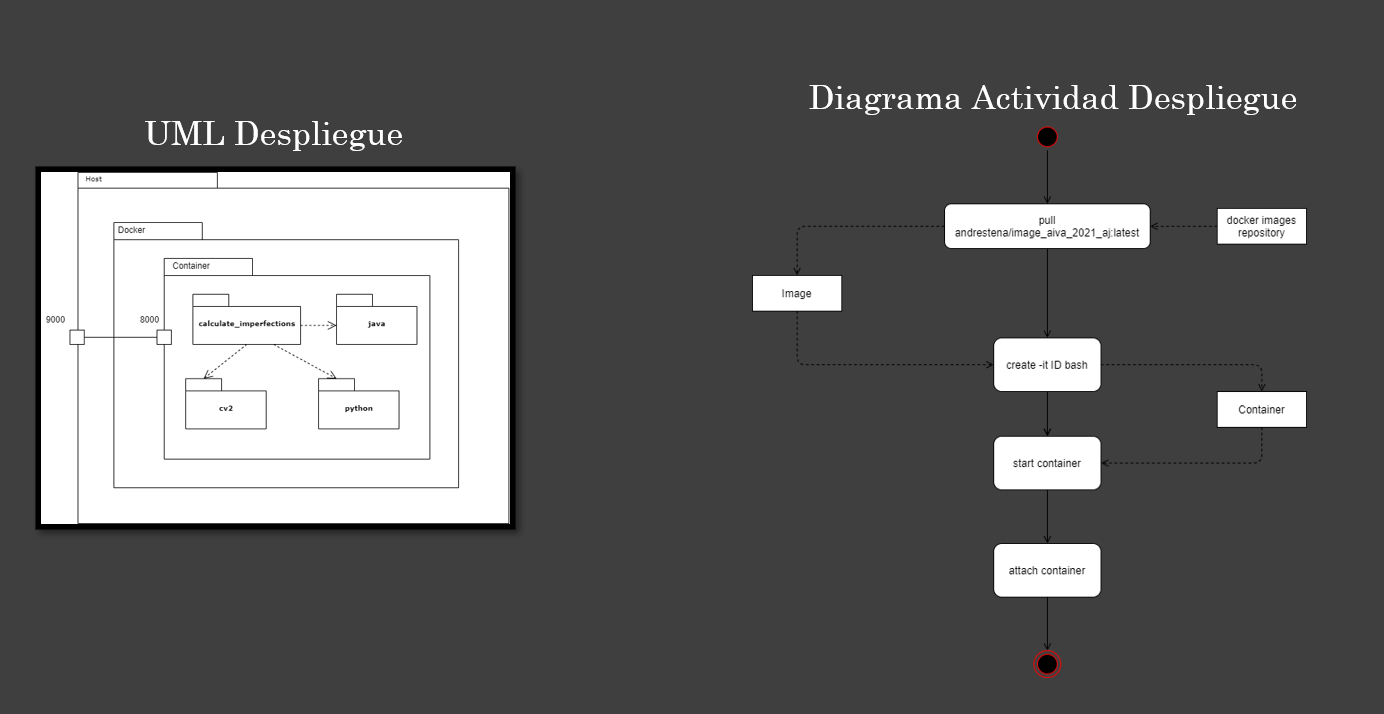 UML Despliegue
Host
Docker
Container
9000
8000
calculate_imperfections
java
cv2
python
Diagrama Actividad Despliegue
pull
andrestena/image_aiva_2021_aj:latest
docker images
repository
Image
create -it ID bash
Container
start container
attach container